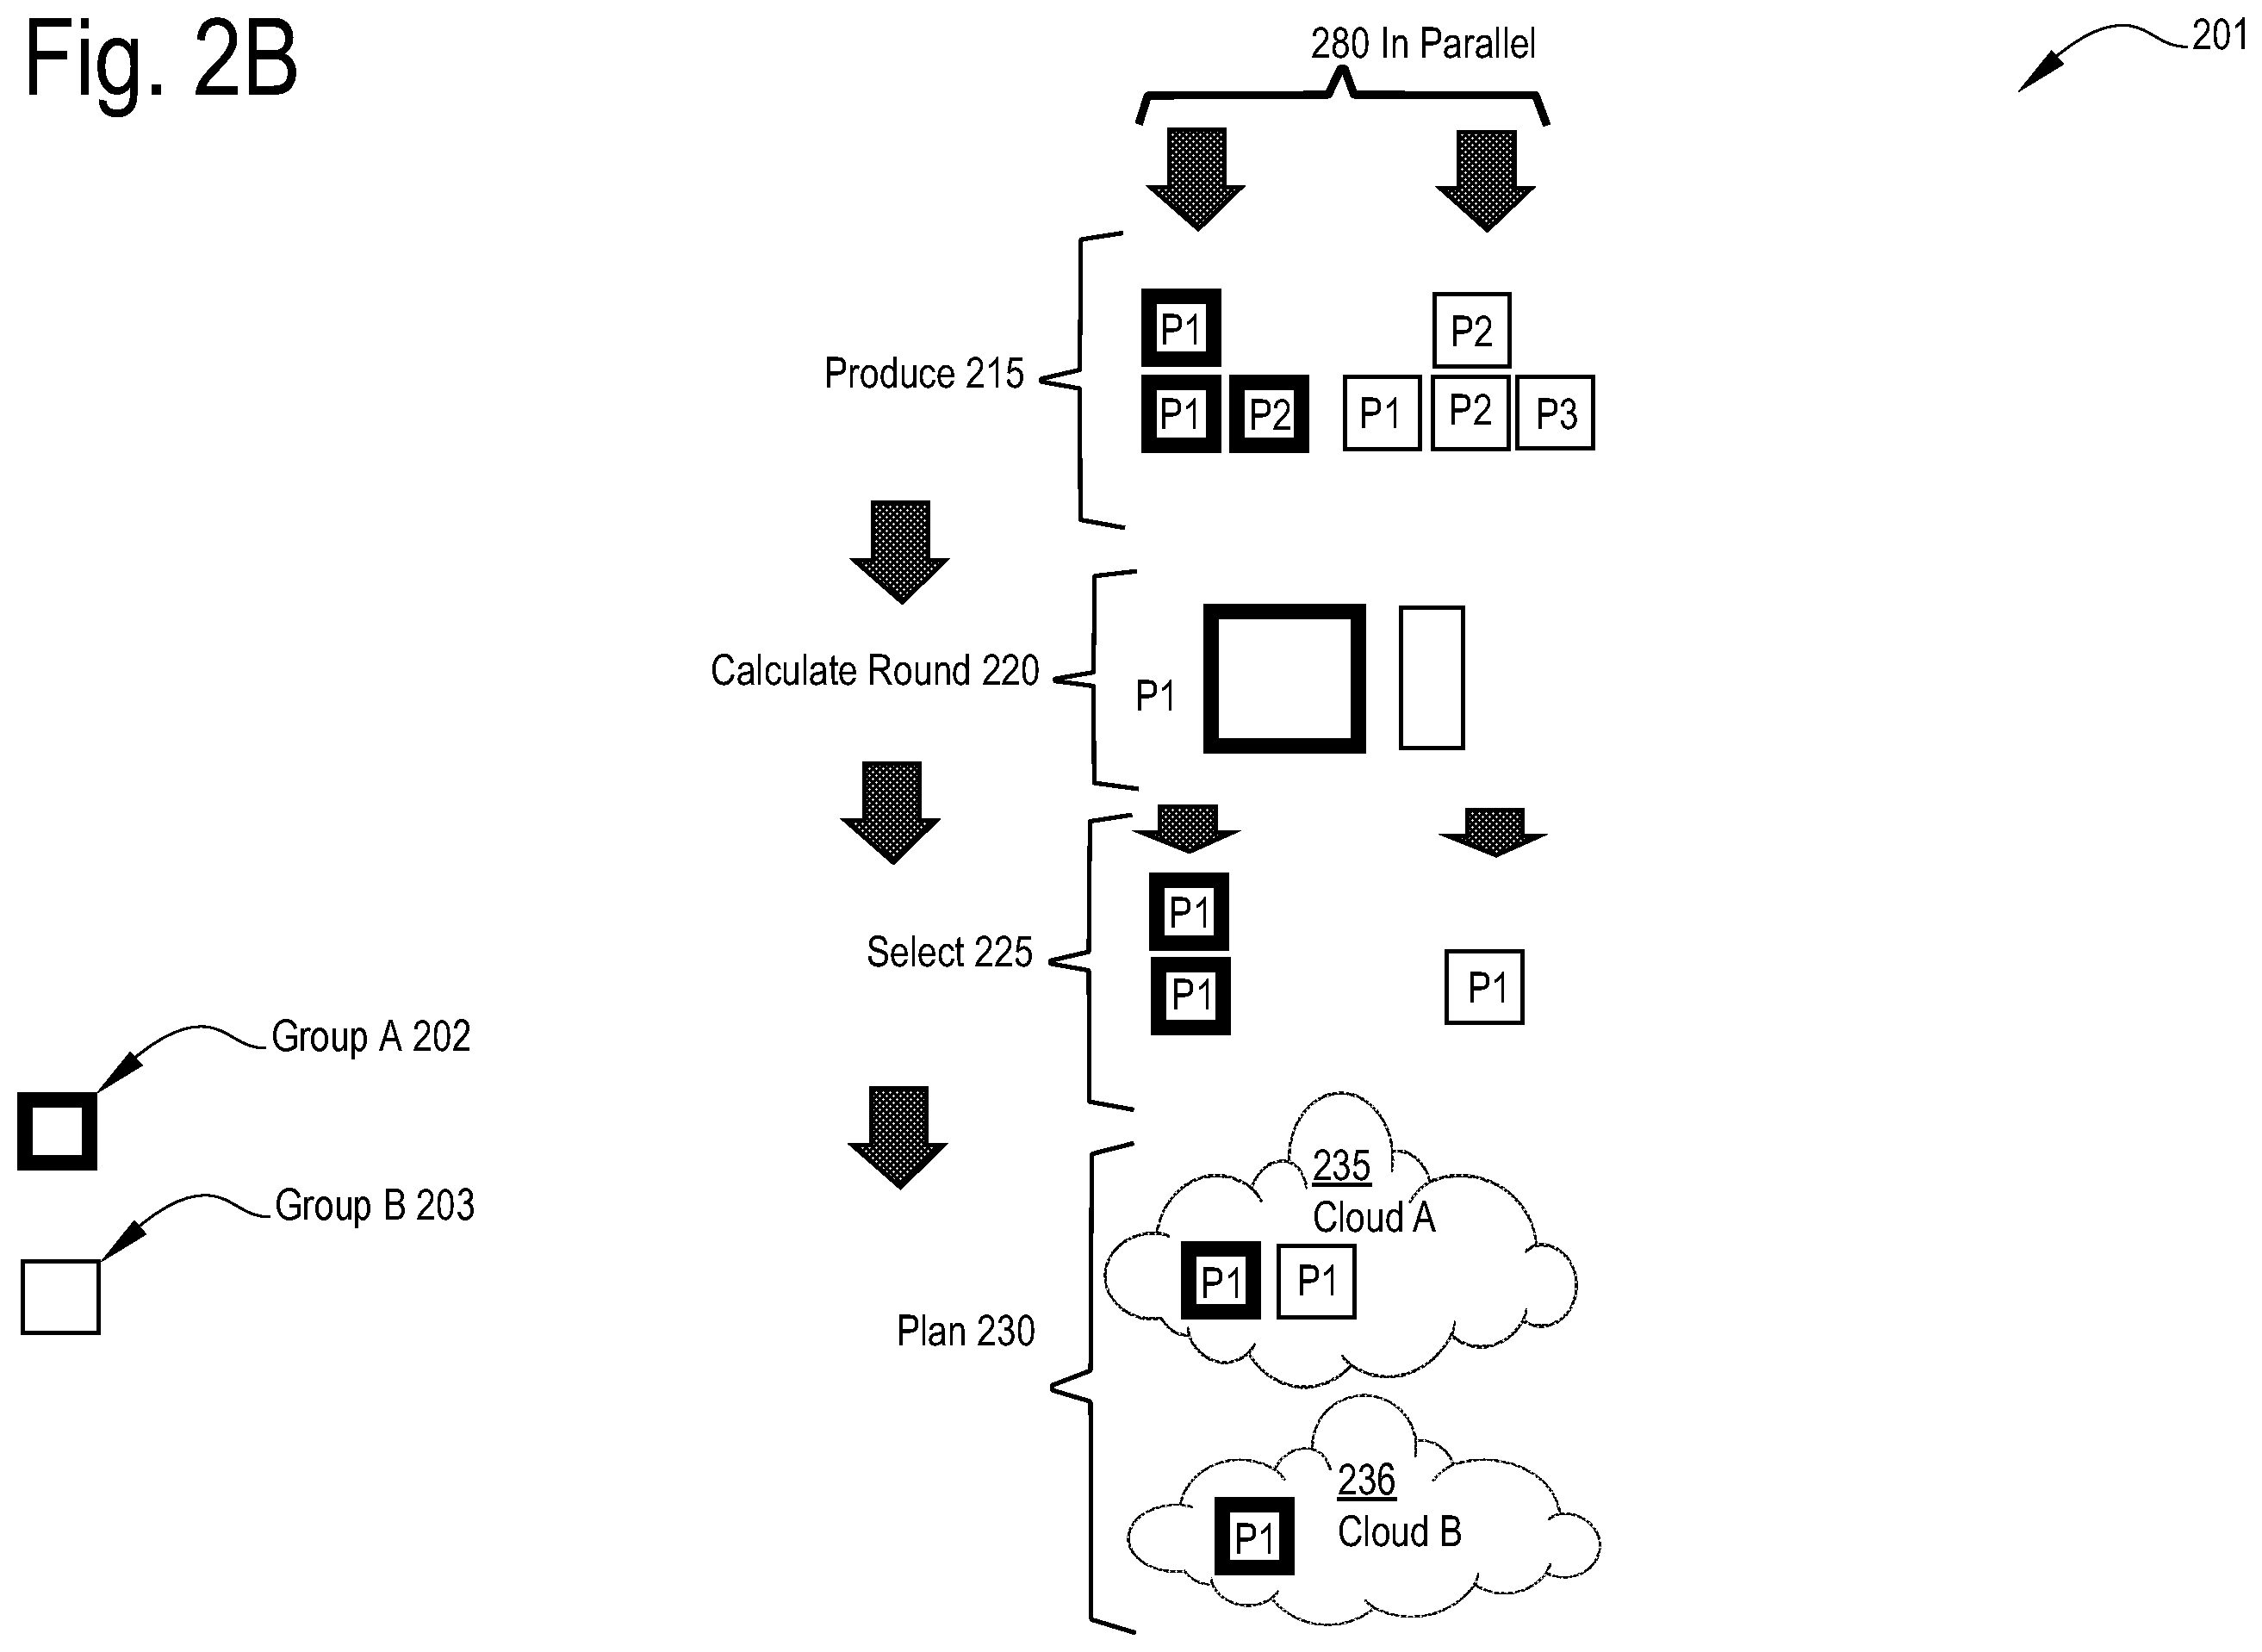 Fig. 2B
280 In Parallel
201
P1
P2
Produce 215
P1 P2 P1 P2 P3
Calculate Round 220
P1
P1
Select 225
P1
P1
Group A 202
Group B 203
235
Cloud A
P1 P1
Plan 230
236
Cloud B
P1